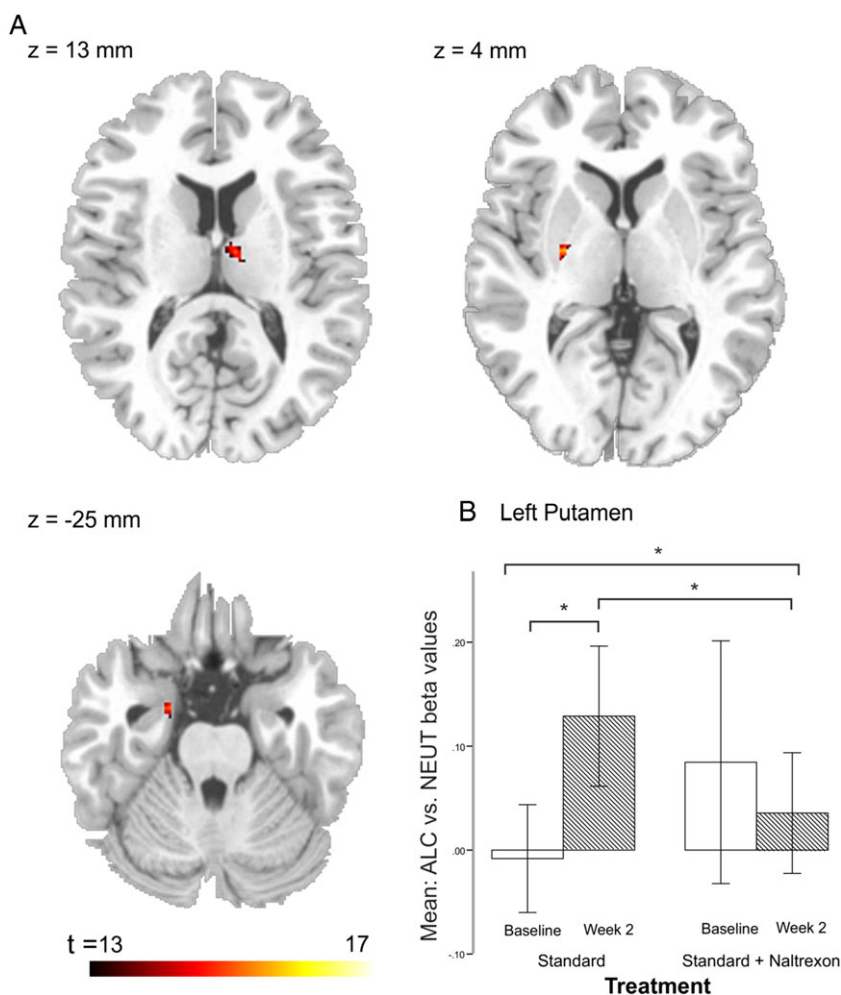 A
z = 13 mm
z = 4 mm
z = -25 mm
B Left Putamen
*
*
*
Mean: ALC vs. NEUT beta values
.20
.10
.00
-.10
Baseline Week 2 Baseline Week 2
Standard Standard + Naltrexon
Treatment
t =13 17